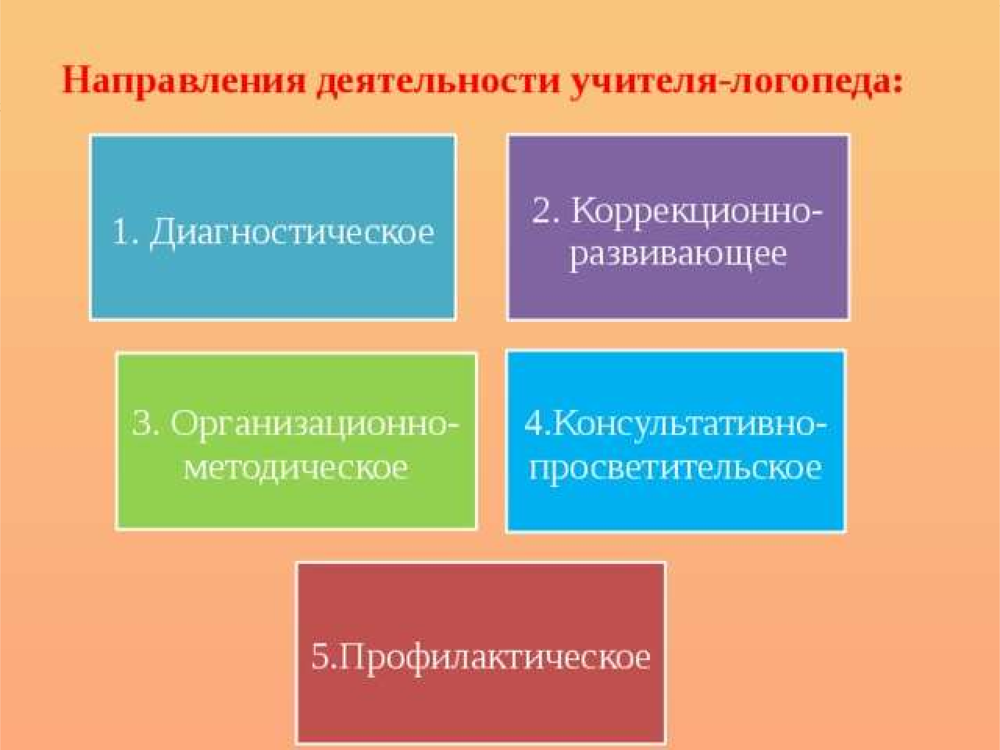 Направления деятельности учителя-логопеда:
1. Диагностическое
2. Коррекционно-
развивающее
3. Организационно-
методическое
4.Консультативно-
просветительское
5.Профилактическое